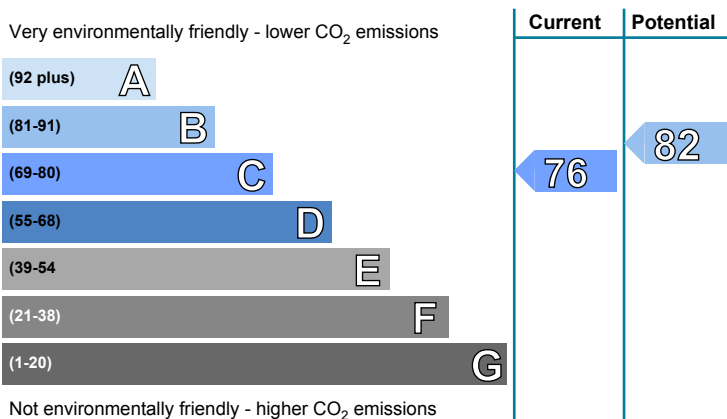 Very environmentally friendly - lower CO2 emissions
Current
Potential
(92 plus) A
(81-91) B
(69-80) C
(55-68) D
(39-54 E
(21-38) F
(1-20) G
76
82
Not environmentally friendly - higher CO2 emissions